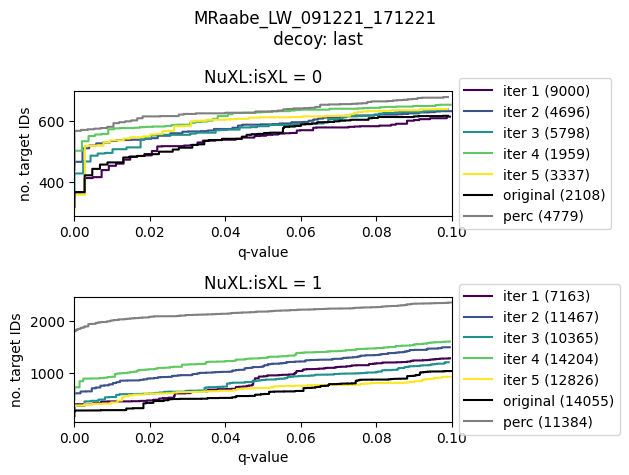 MRaabe_LW_091221_171221
decoy: last
NuXL:isXL = 0
no. target IDs
600
400
0.00 0.02 0.04 0.06 0.08 0.10
q-value
iter 1 (9000)
iter 2 (4696)
iter 3 (5798)
iter 4 (1959)
iter 5 (3337)
original (2108)
perc (4779)
NuXL:isXL = 1
no. target IDs
2000
1000
0.00 0.02 0.04 0.06 0.08 0.10
q-value
iter 1 (7163)
iter 2 (11467)
iter 3 (10365)
iter 4 (14204)
iter 5 (12826)
original (14055)
perc (11384)